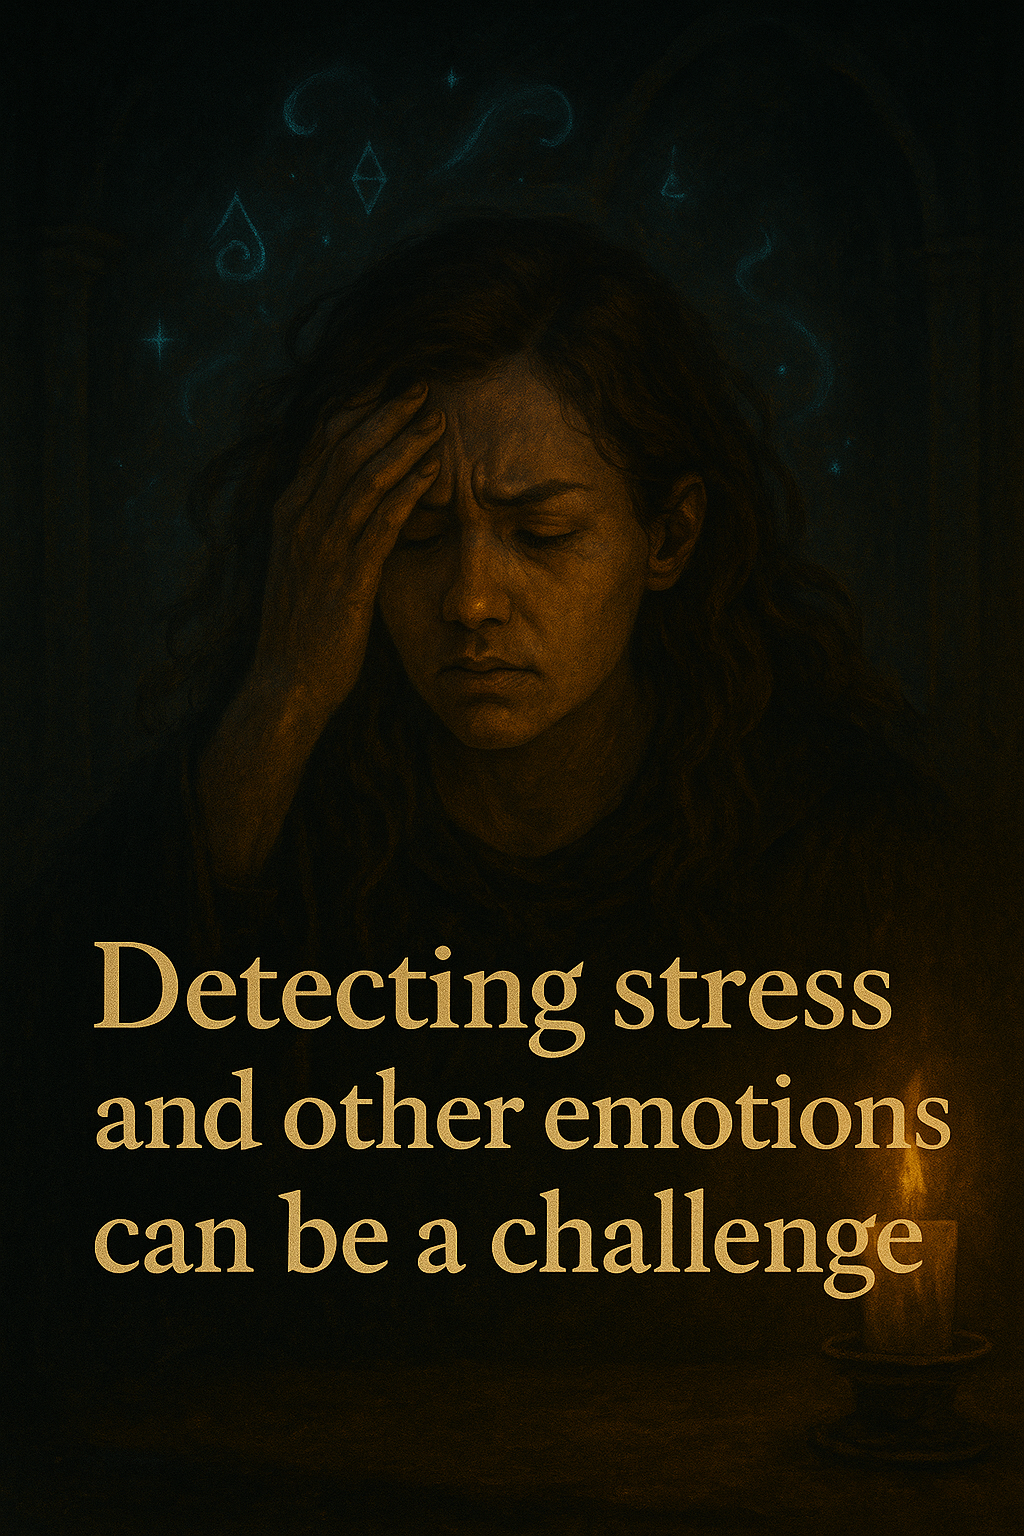 Detecting stress
and other emotions
can be a challenge